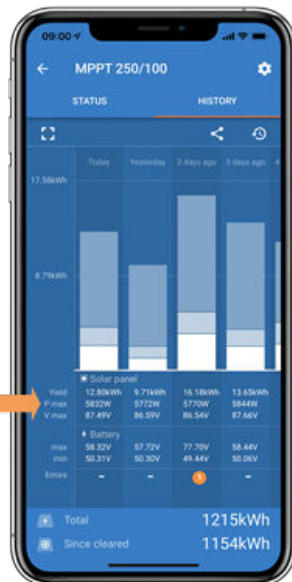 09:00
MPPT 250/100
STATUS HISTORY
Today Yesterday 2 days ago 3 days ago 4
17.58kWh
8.79kWh
Solar panel
Yield 12.80kWh 9.71kWh 16.18kWh 13.65kWh
P max 5832W 5772W 5770W 5844W
V max 87.49V 86.59V 86.54V 87.66V
Battery
max 58.32V 57.72V 77.70V 58.44V
min 50.31V 50.30V 49.44V 50.06V
Errors - - 1 -
Total 1215kWh
Since cleared 1154kWh